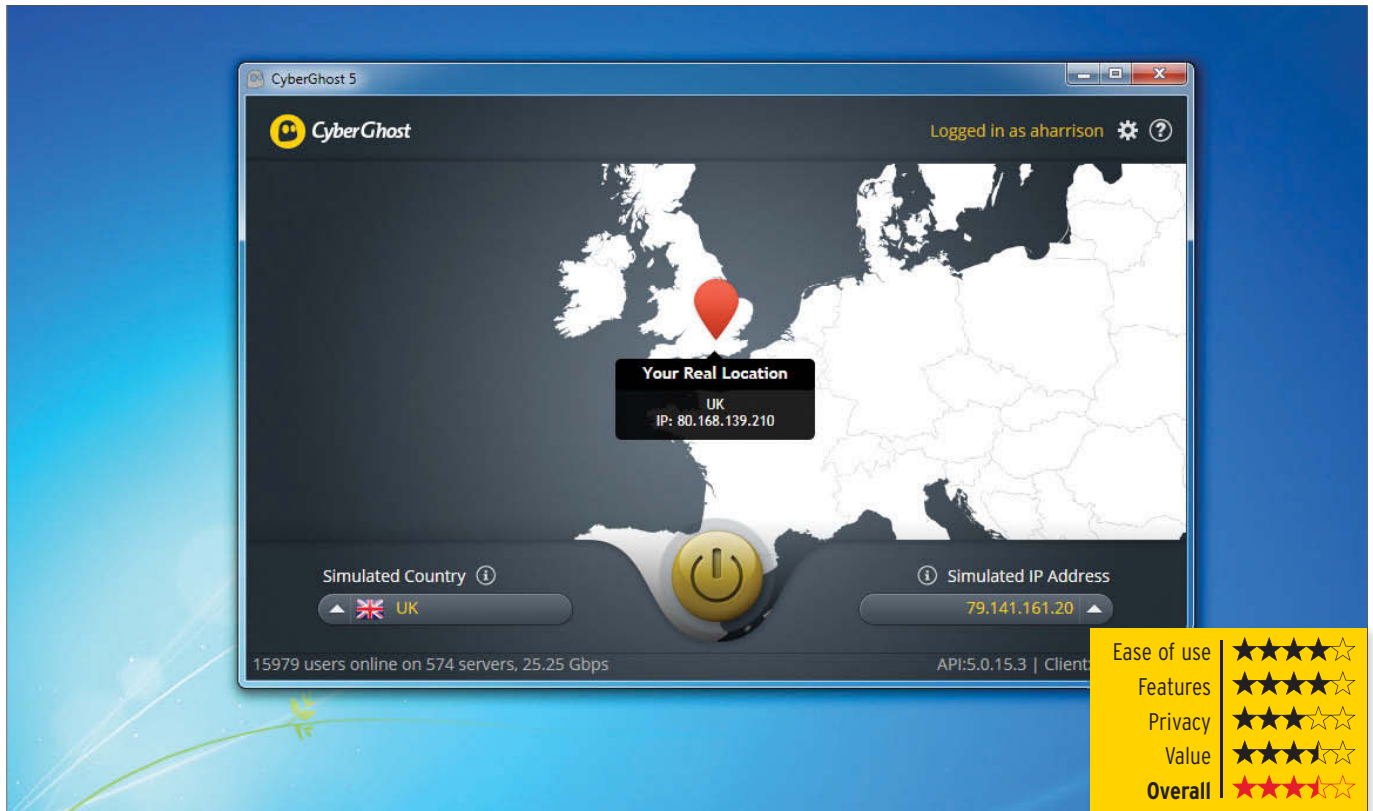 CyberGhost 5
CyberGhost
Logged in as aharrison
Your Real Location
UK
IP: 80.168.139.210
Simulated Country
UK
Simulated IP Address
79.141.161.20
15979 users online on 574 servers, 25.25 Gbps
API:5.0.15.3 | Client:
Ease of use
Features
Privacy
Value
Overall